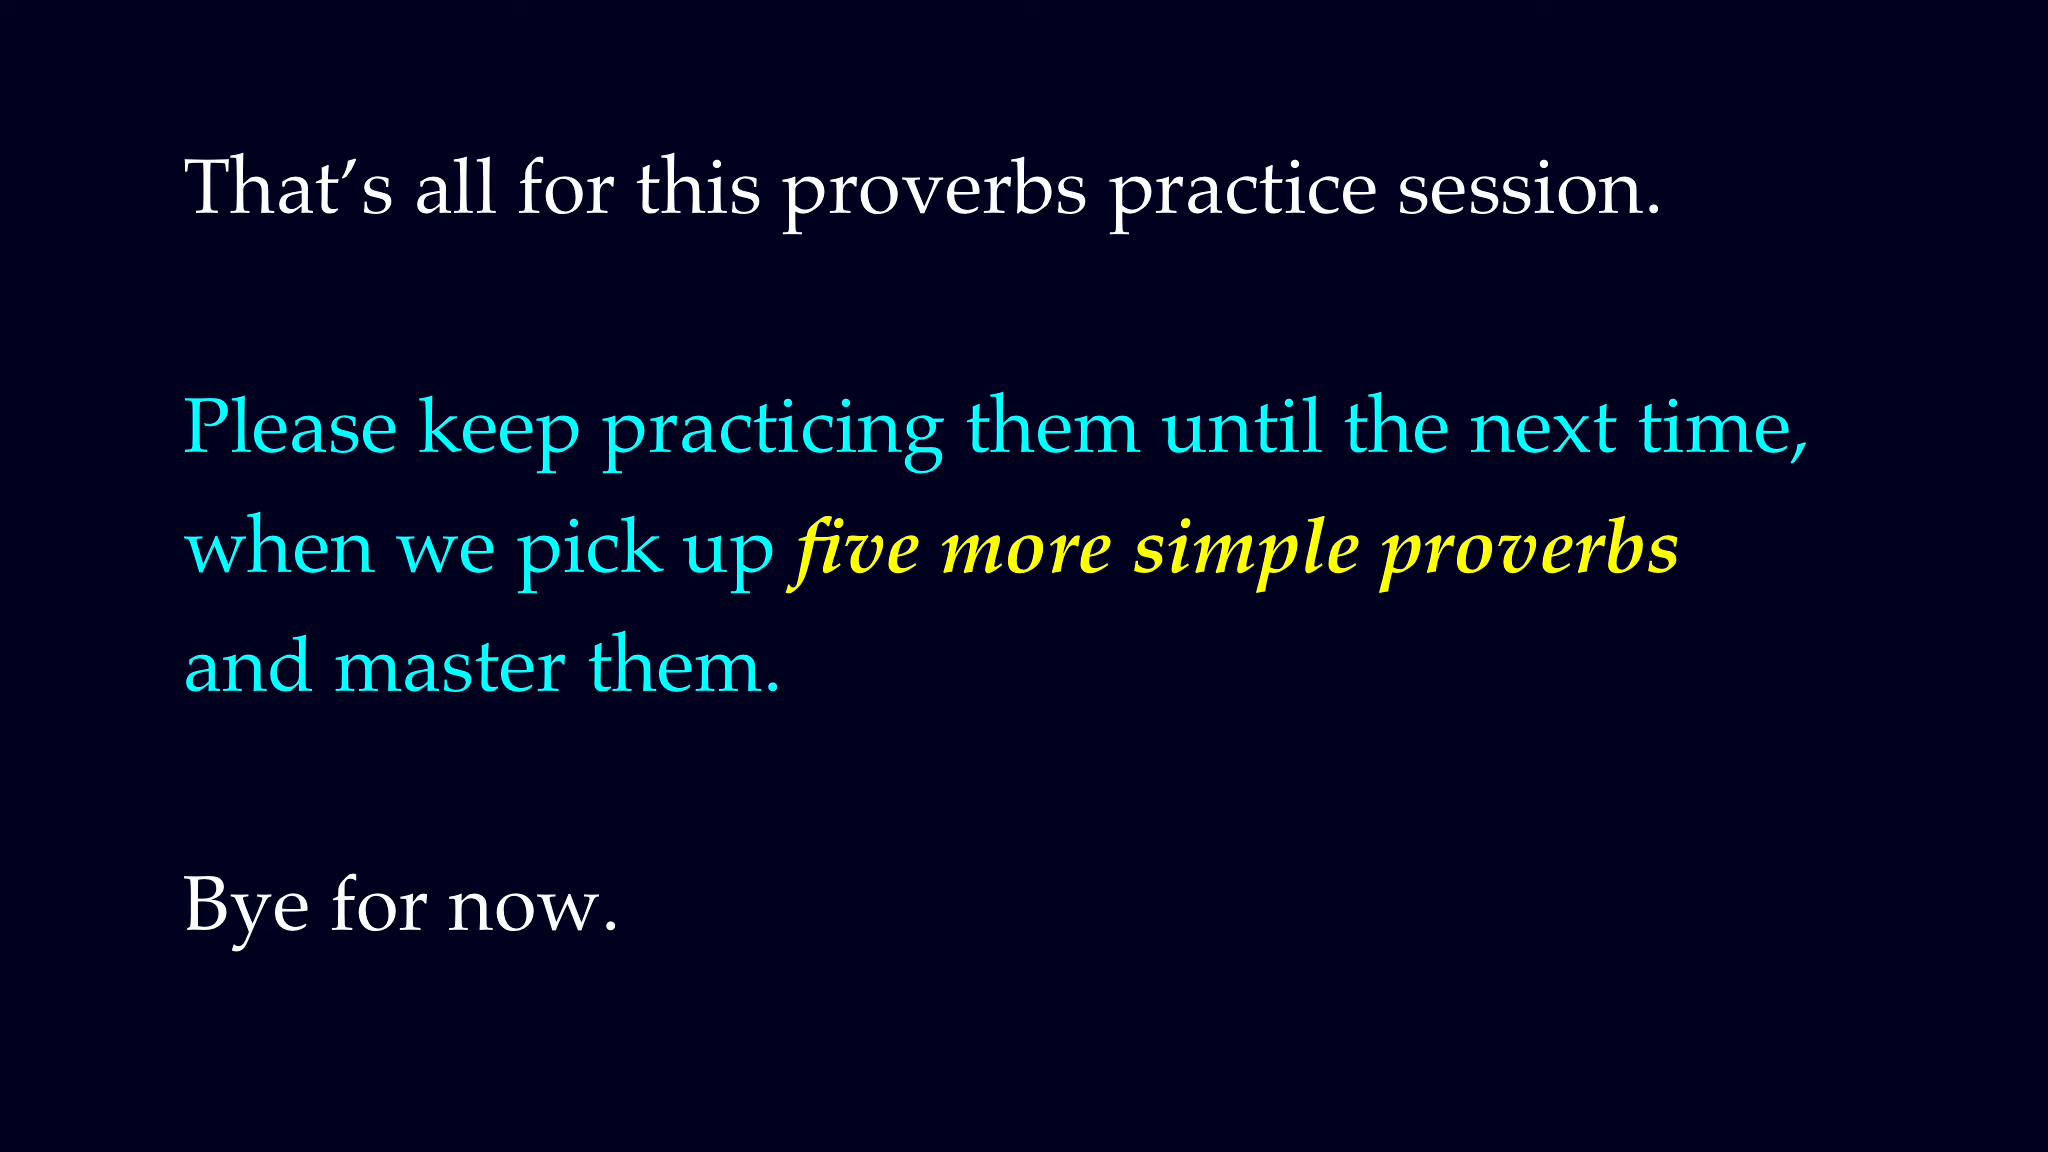 That’s all for this proverbs practice session.
Please keep practicing them until the next time,
when we pick up five more simple proverbs
and master them.
Bye for now.